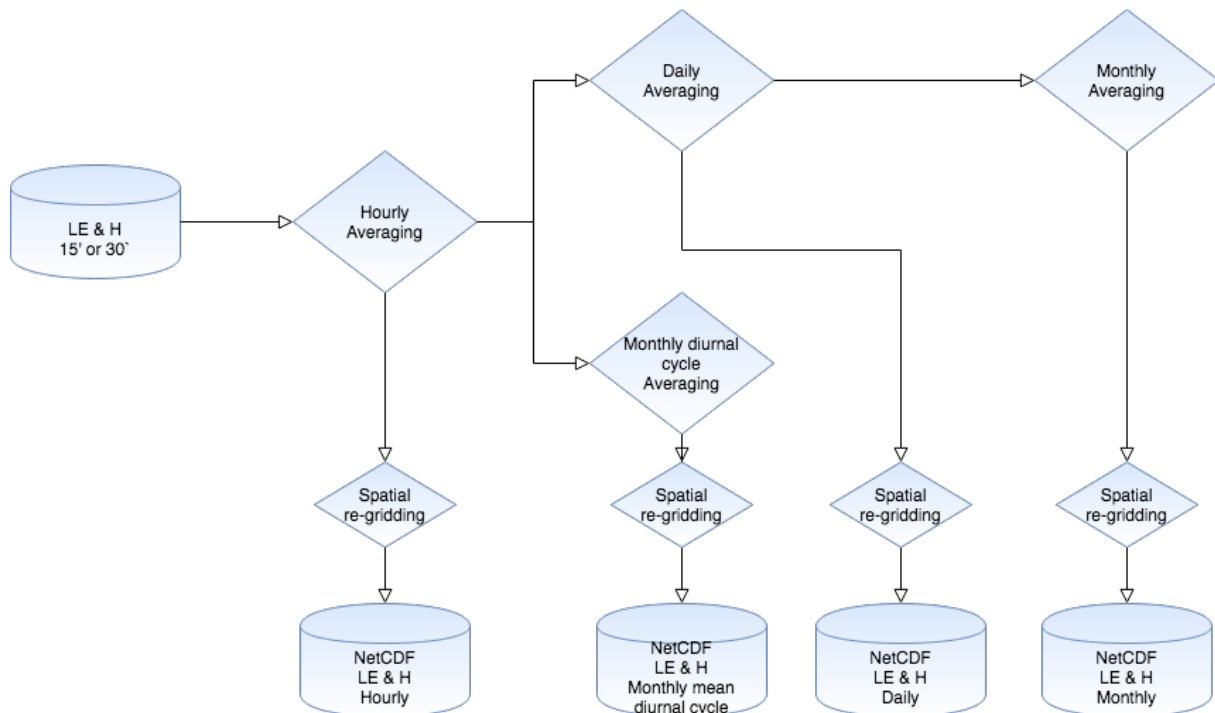 Daily
Averaging
Monthly
Averaging
LE & H
15' or 30`
Hourly
Averaging
Monthly diurnal
cycle
Averaging
Spatial
re-gridding
Spatial
re-gridding
Spatial
re-gridding
Spatial
re-gridding
NetCDF
LE & H
Hourly
NetCDF
LE & H
Monthly mean
diurnal cycle
NetCDF
LE & H
Daily
NetCDF
LE & H
Monthly